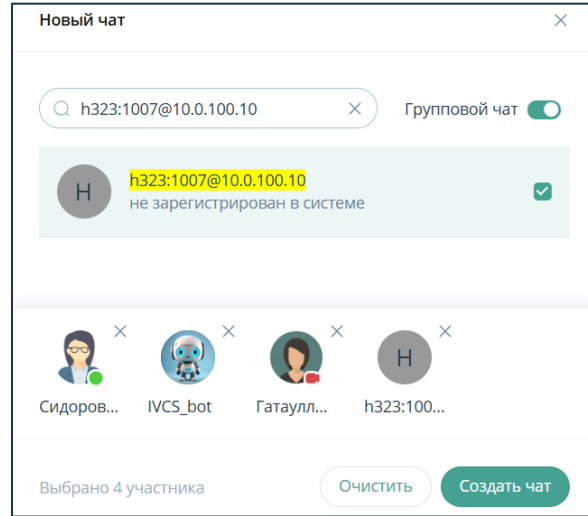 Новый чат
h323:1007@10.0.100.10
Групповой чат
H
h323:1007@10.0.100.10
не зарегистрирован в системе
H
Сидоров...
IVCS_bot
Гатаулл...
h323:100...
Выбрано 4 участника
Очистить
Создать чат